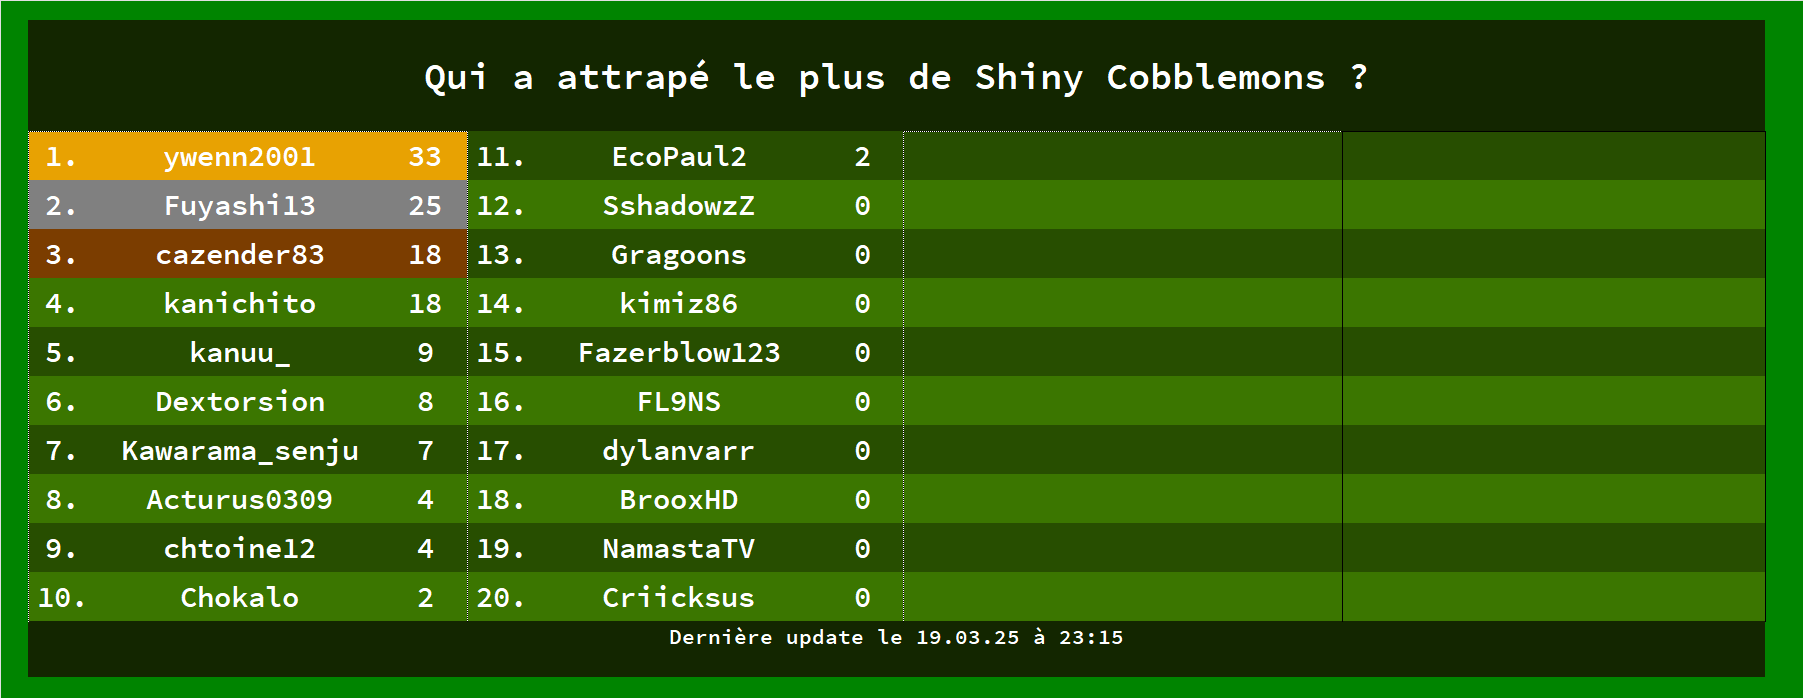 Qui a attrapé le plus de Shiny Cobblemons ?
1. ywenn2001 33 11. EcoPaul2 2
2. Fuyashi13 25 12. SshadowzZ 0
3. cazender83 18 13. Gragoons 0
4. kanichito 18 14. kimiz86 0
5. kanuu_ 9 15. Fazerblow123 0
6. Dextorsion 8 16. FL9NS 0
7. Kawarama_senju 7 17. dylanvarr 0
8. Acturus0309 4 18. BrooxHD 0
9. chtoine12 4 19. NamastaTV 0
10. Chokalo 2 20. Criicksus 0
Dernière update le 19.03.25 à 23:15